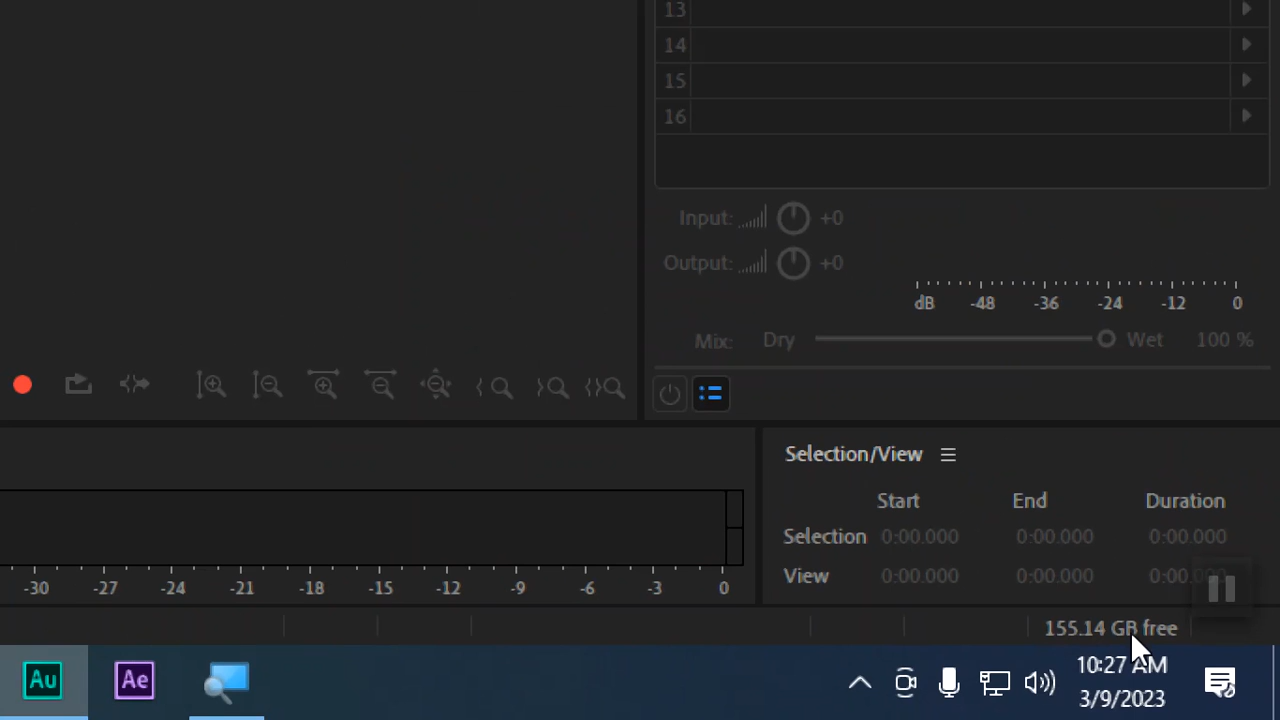 13
14
15
16
Input: +0
Output: +0
dB -48 -36 -24 -12 0
Mix: Dry Wet 100 %
Selection/View
Start End Duration
Selection 0:00.000 0:00.000 0:00.000
View 0:00.000 0:00.000 0:00.000
-30 -27 -24 -21 -18 -15 -12 -9 -6 -3 0
155.14 GB free
Au Ae 10:27 AM
3/9/2023